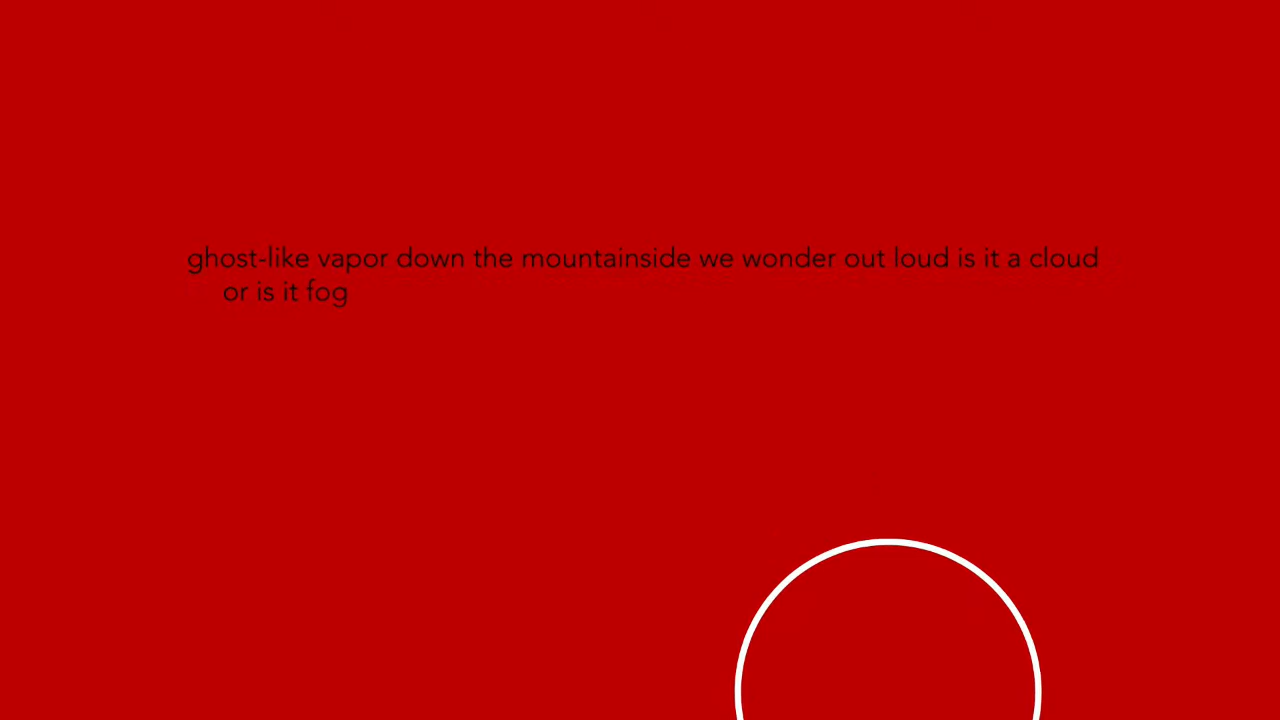 ghost-like vapor down the mountainside we wonder out loud is it a cloud
or is it fog